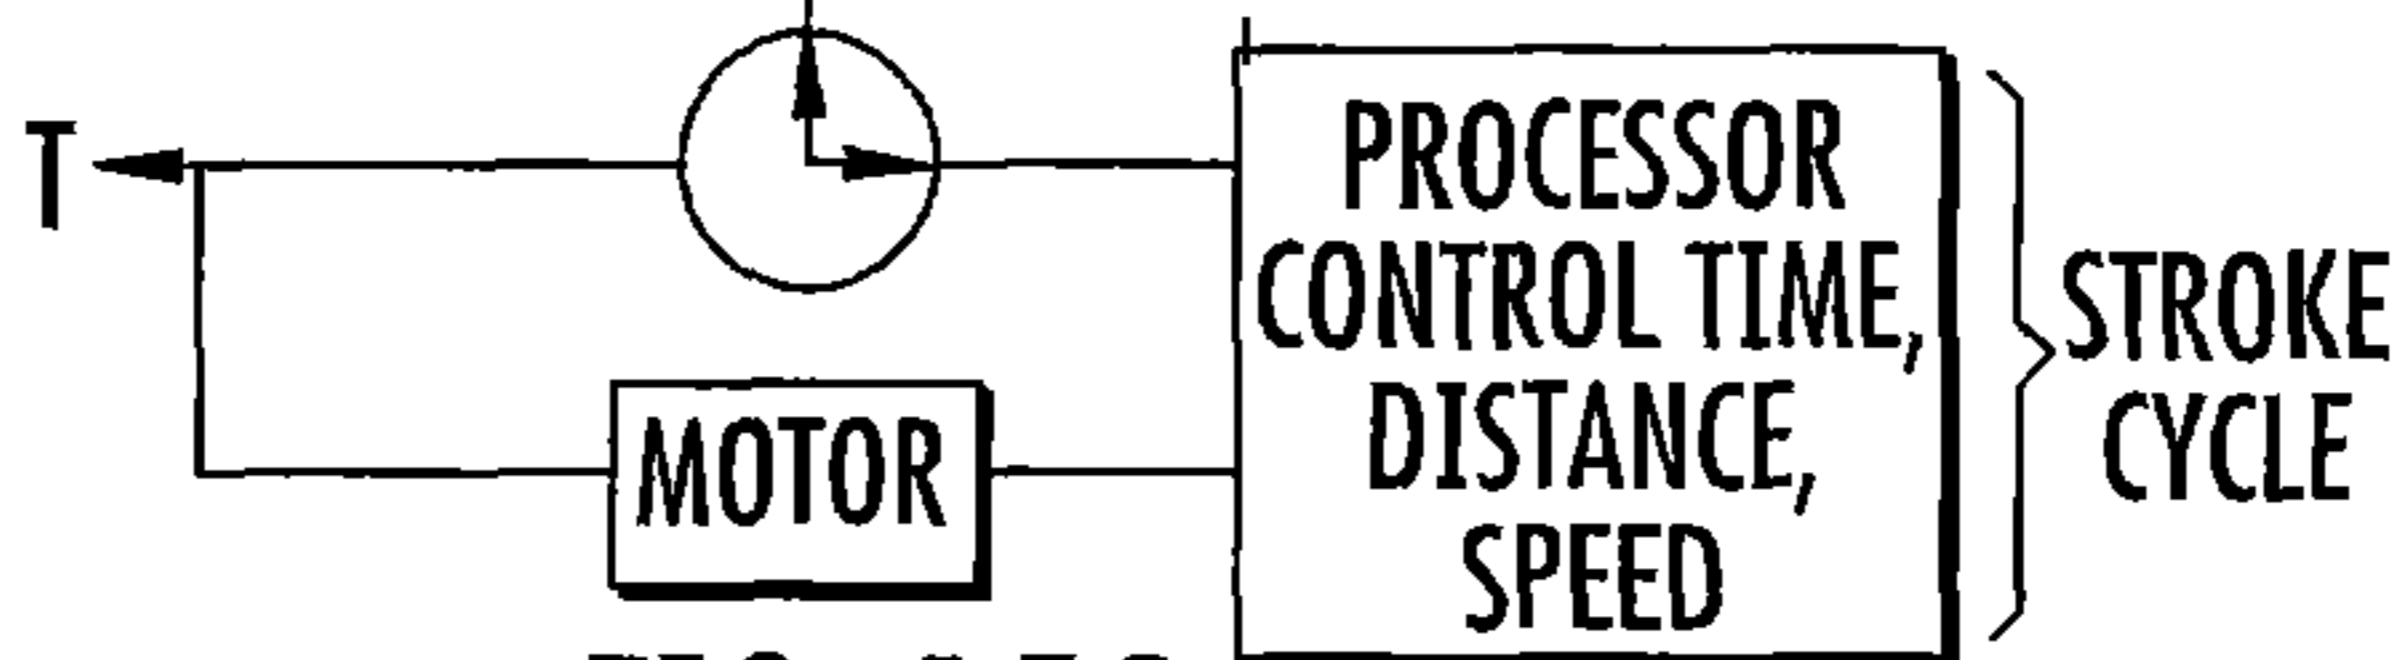 T
PROCESSOR
CONTROL TIME,
DISTANCE,
SPEED
STROKE
CYCLE
MOTOR